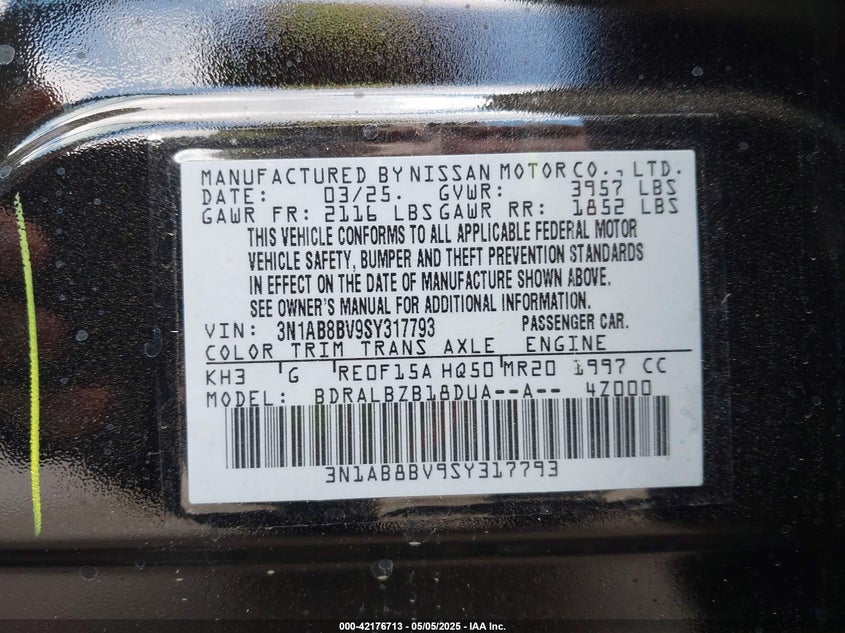 MANUFACTURED BY NISSAN MOTOR CO., LTD.
DATE: 03/25. GVWR: 3957 LBS
GAWR FR: 2116 LBS GAWR RR: 1852 LBS
THIS VEHICLE CONFORMS TO ALL APPLICABLE FEDERAL MOTOR
VEHICLE SAFETY, BUMPER AND THEFT PREVENTION STANDARDS
IN EFFECT ON THE DATE OF MANUFACTURE SHOWN ABOVE.
SEE OWNER'S MANUAL FOR ADDITIONAL INFORMATION.
VIN: 3N1AB8BV9SY317793 PASSENGER CAR.
COLOR TRIM TRANS AXLE ENGINE
KH3 G RE0F15A HQ50 MR20 1997 CC
MODEL: BDRALBZB18DUA--A-- 4Z000
3N1AB8BV9SY317793
000-42176713 - 05/05/2025 - IAA Inc.